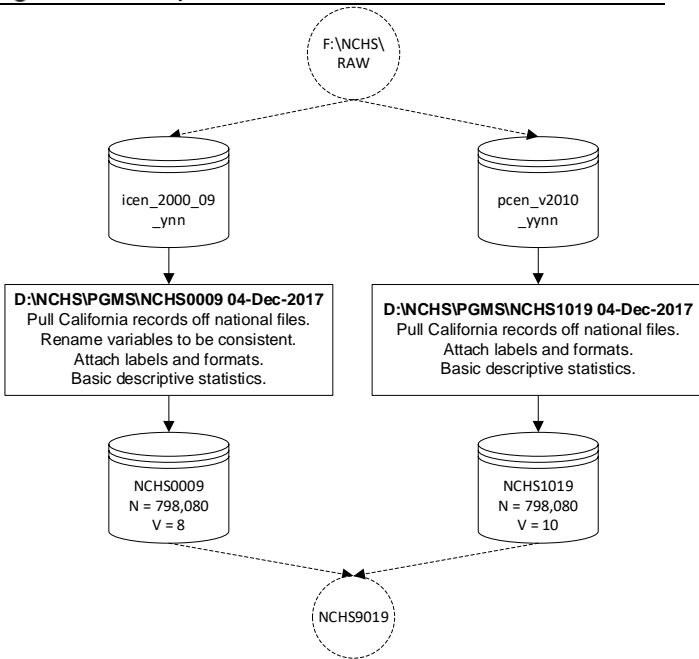 F:\NCHS\
RAW
icen_2000_09
_ynn
pcen_v2010
_yynn
D:\NCHS\PGMS\NCHS0009 04-Dec-2017
Pull California records off national files.
Rename variables to be consistent.
Attach labels and formats.
Basic descriptive statistics.
D:\NCHS\PGMS\NCHS1019 04-Dec-2017
Pull California records off national files.
Attach labels and formats.
Basic descriptive statistics.
NCHS0009
N = 798,080
V = 8
NCHS1019
N = 798,080
V = 10
NCHS9019